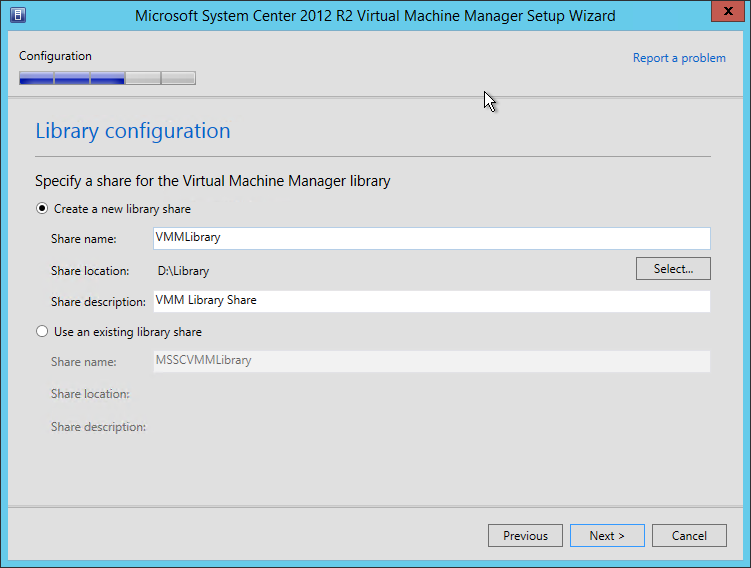 Microsoft System Center 2012 R2 Virtual Machine Manager Setup Wizard
x
Configuration
Report a problem
Library configuration
Specify a share for the Virtual Machine Manager library
Create a new library share
Share name: VMMLibrary
Share location: D:\Library Select...
Share description: VMM Library Share
Use an existing library share
Share name: MSSCVMMLibrary
Share location:
Share description:
Previous Next > Cancel